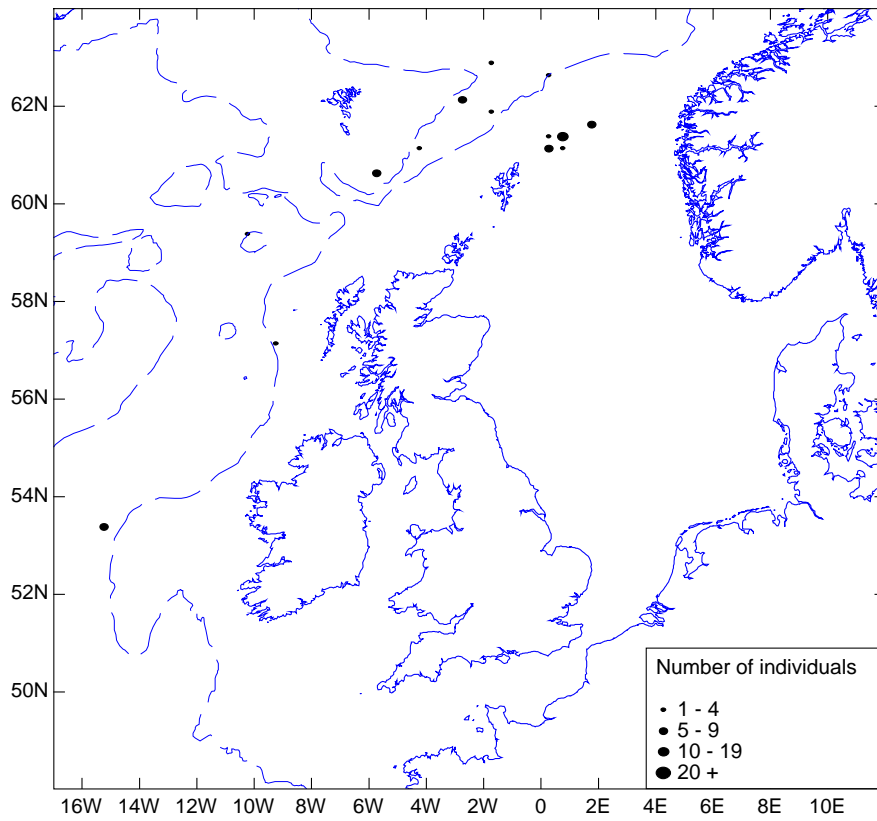 62N
60N
58N
56N
54N
52N
50N
Number of individuals
1 - 4
5 - 9
10 - 19
20 +
16W 14W 12W 10W 8W 6W 4W 2W 0 2E 4E 6E 8E 10E